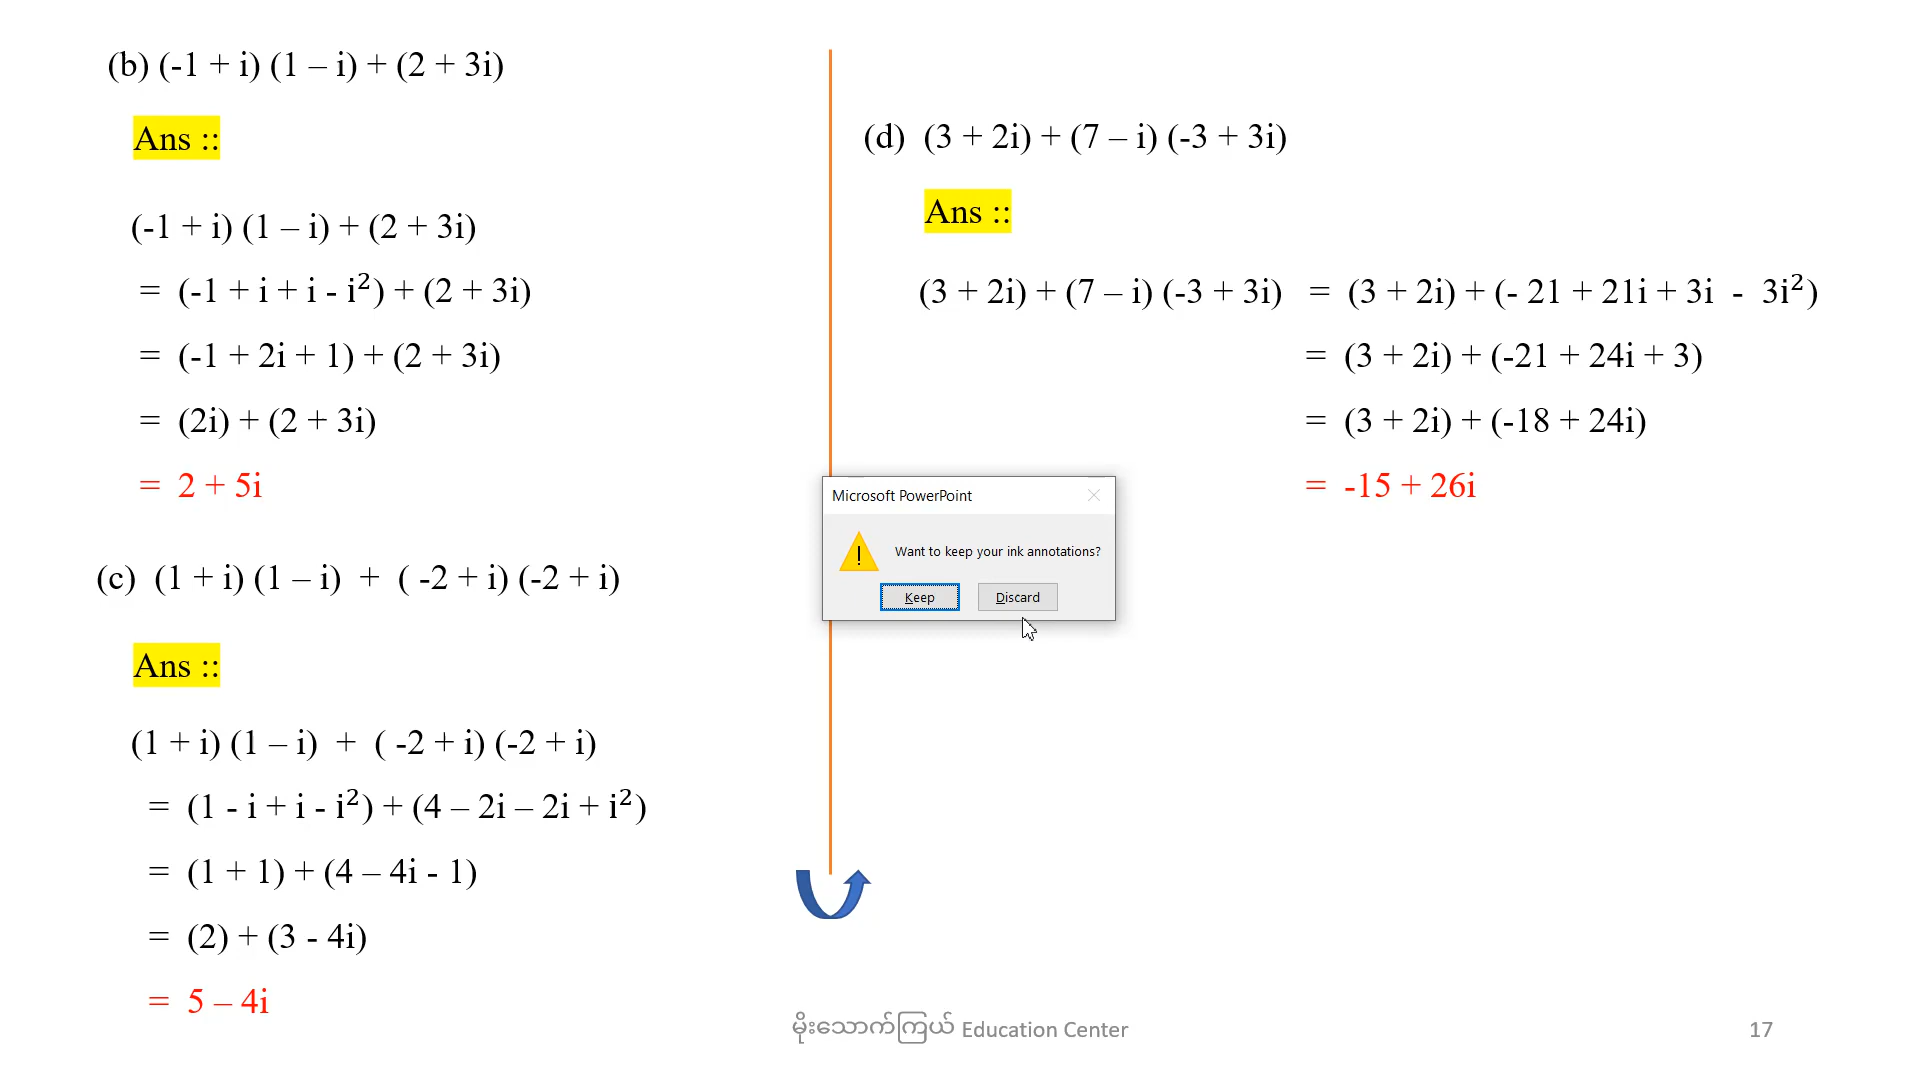 (b) (-1 + i) (1 – i) + (2 + 3i)
Ans ::
(-1 + i) (1 – i) + (2 + 3i)
= (-1 + i + i - i²) + (2 + 3i)
= (-1 + 2i + 1) + (2 + 3i)
= (2i) + (2 + 3i)
= 2 + 5i
(c) (1 + i) (1 – i) + ( -2 + i) (-2 + i)
Ans ::
(1 + i) (1 – i) + ( -2 + i) (-2 + i)
= (1 - i + i - i²) + (4 – 2i – 2i + i²)
= (1 + 1) + (4 – 4i - 1)
= (2) + (3 - 4i)
= 5 – 4i
(d) (3 + 2i) + (7 – i) (-3 + 3i)
Ans ::
(3 + 2i) + (7 – i) (-3 + 3i) = (3 + 2i) + (- 21 + 21i + 3i - 3i²)
= (3 + 2i) + (-21 + 24i + 3)
= (3 + 2i) + (-18 + 24i)
= -15 + 26i
Microsoft PowerPoint
Want to keep your ink annotations?
Keep Discard
မိုးသောက်ကြယ် Education Center
17